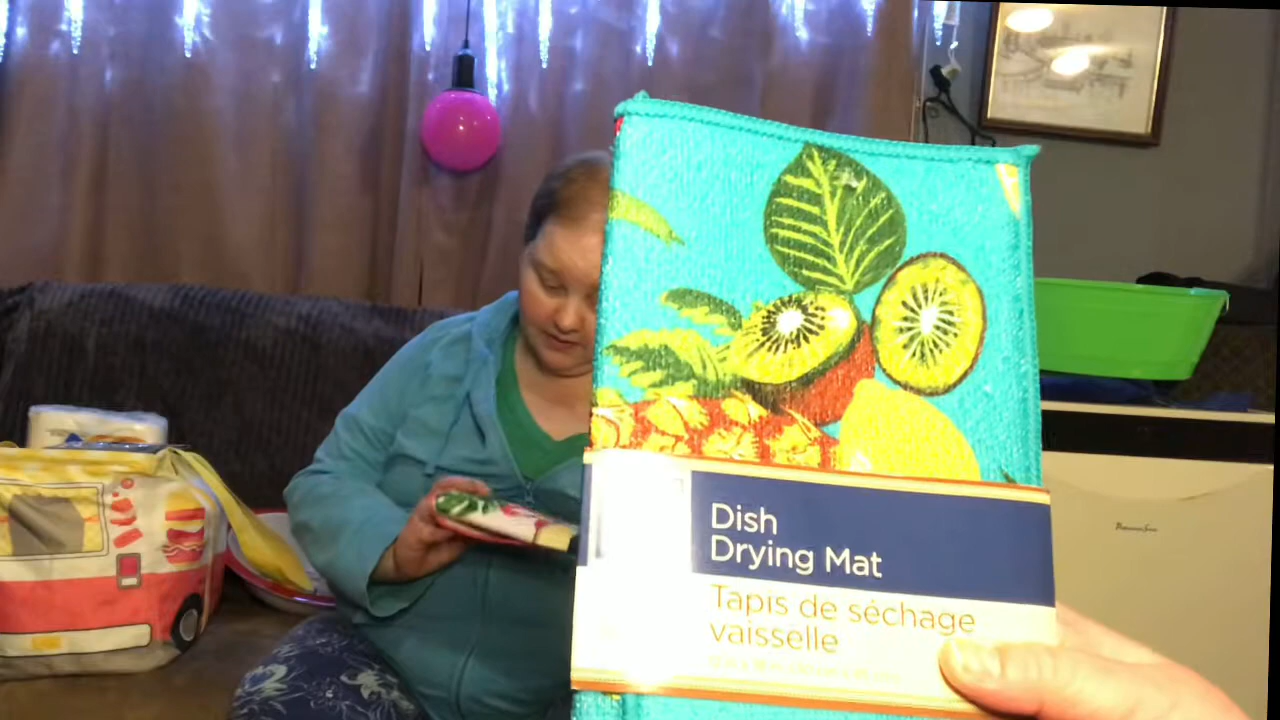 Dish
Drying Mat
Tapis de séchage
vaisselle